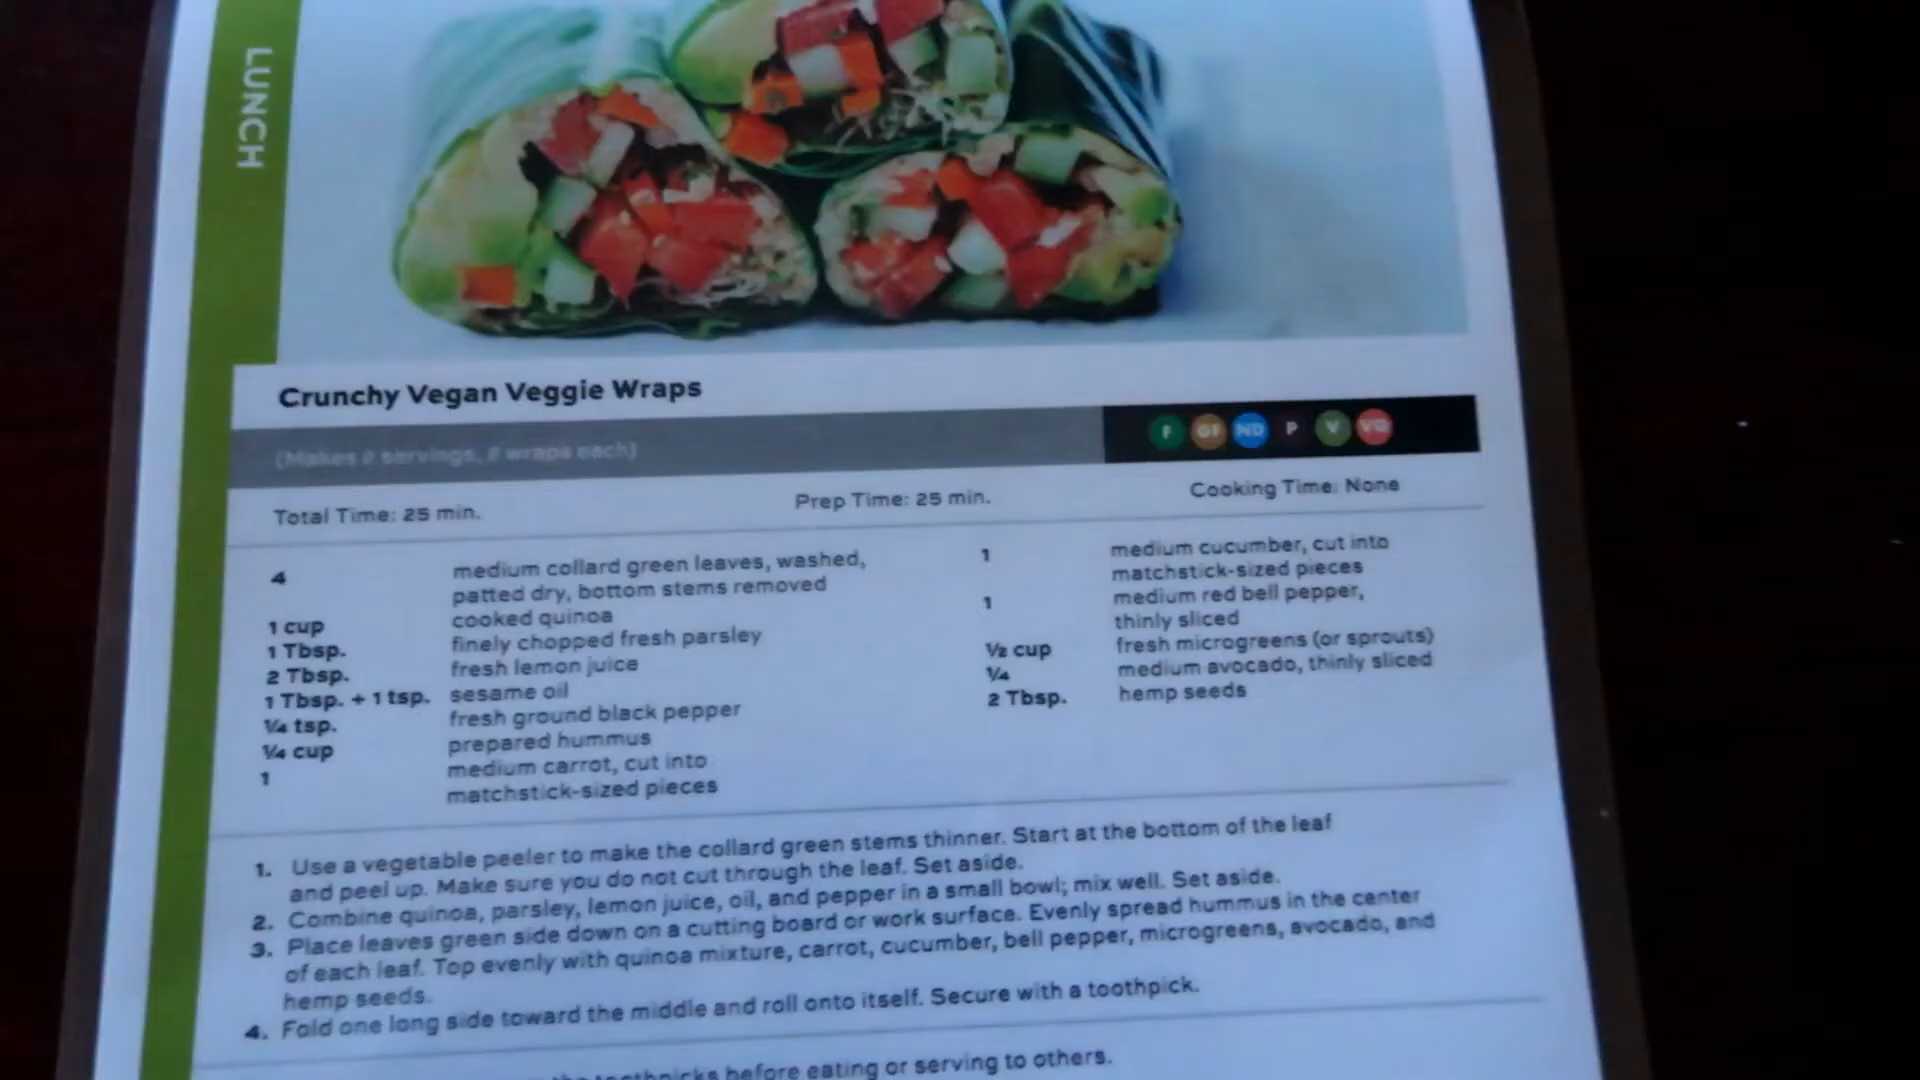 LUNCH
Crunchy Vegan Veggie Wraps
(Makes 2 servings, 2 wraps each)
F GF ND P V VG
Total Time: 25 min. Prep Time: 25 min. Cooking Time: None
4 medium collard green leaves, washed,
patted dry, bottom stems removed
1 cup cooked quinoa
1 Tbsp. finely chopped fresh parsley
2 Tbsp. fresh lemon juice
1 Tbsp. + 1 tsp. sesame oil
¼ tsp. fresh ground black pepper
¼ cup prepared hummus
1 medium carrot, cut into
matchstick-sized pieces
1 medium cucumber, cut into
matchstick-sized pieces
1 medium red bell pepper,
thinly sliced
½ cup fresh microgreens (or sprouts)
¼ medium avocado, thinly sliced
2 Tbsp. hemp seeds
1. Use a vegetable peeler to make the collard green stems thinner. Start at the bottom of the leaf
and peel up. Make sure you do not cut through the leaf. Set aside.
2. Combine quinoa, parsley, lemon juice, oil, and pepper in a small bowl; mix well. Set aside.
3. Place leaves green side down on a cutting board or work surface. Evenly spread hummus in the center
of each leaf. Top evenly with quinoa mixture, carrot, cucumber, bell pepper, microgreens, avocado, and
hemp seeds.
4. Fold one long side toward the middle and roll onto itself. Secure with a toothpick.
the toothpicks before eating or serving to others.